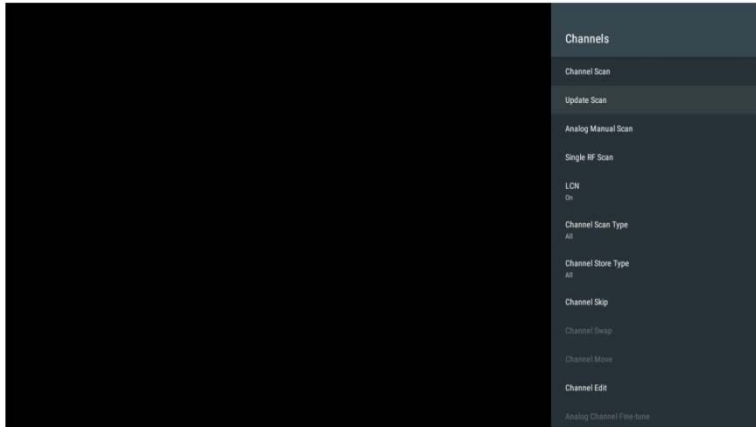 Channels
Channel Scan
Update Scan
Analog Manual Scan
Single RF Scan
LCN
On
Channel Scan Type
All
Channel Store Type
All
Channel Skip
Channel Swap
Channel Move
Channel Edit
Analog Channel Fine-tune